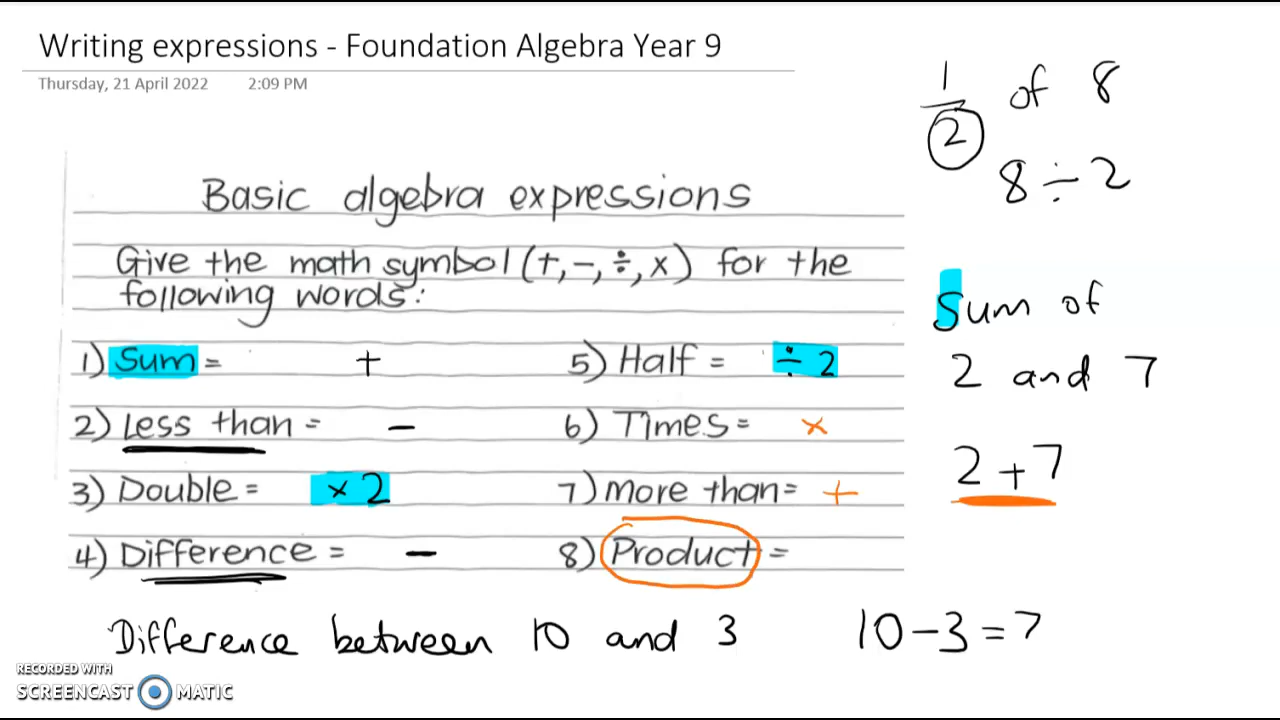 Writing expressions - Foundation Algebra Year 9
Thursday, 21 April 2022 2:09 PM
1/2 of 8
8 ÷ 2
Basic algebra expressions
Give the math symbol (+, -, ÷, x) for the
following words:
Sum of
2 and 7
2 + 7
1) Sum = +
2) Less than = -
3) Double = × 2
4) Difference = -
5) Half = ÷ 2
6) Times = ×
7) more than = +
8) Product =
Difference between 10 and 3 10 - 3 = 7
RECORDED WITH
SCREENCAST MATIC